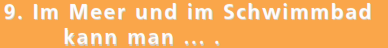 9. Im Meer und im Schwimmbad
kann man ... .